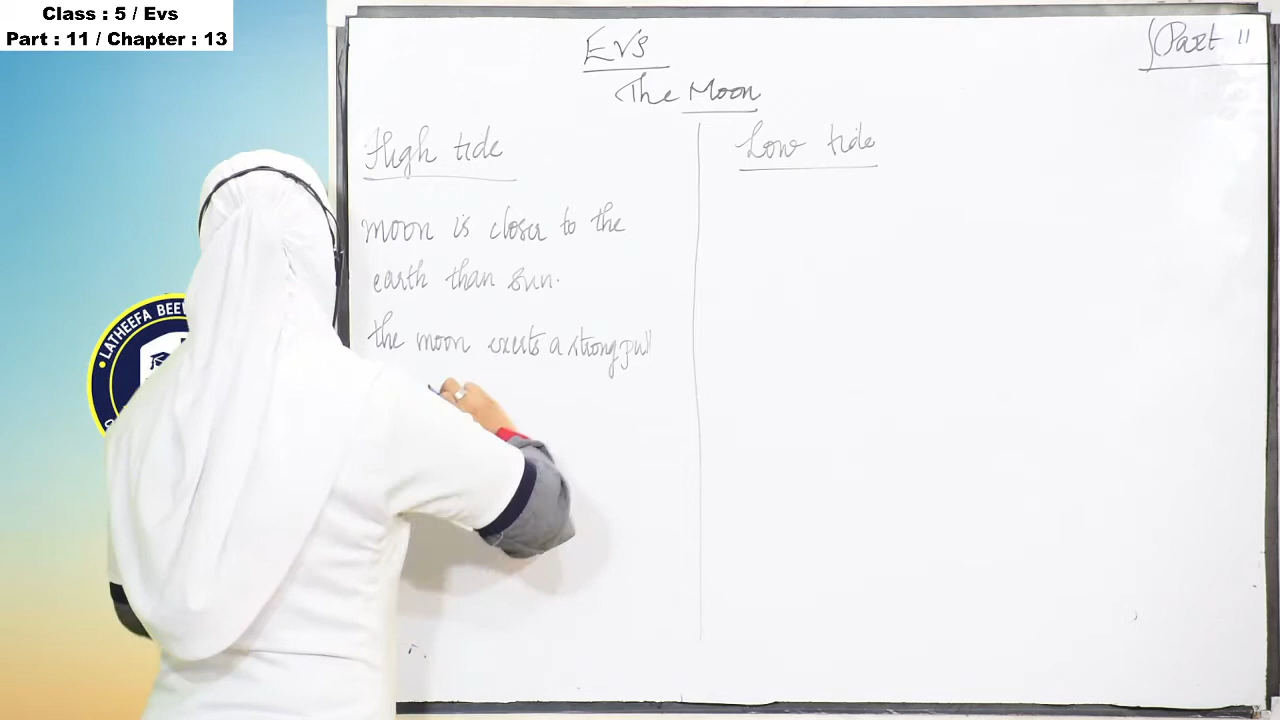 Class : 5 / Evs
Part : 11 / Chapter : 13
Evs
Part 11
The Moon
High tide
Low tide
moon is closer to the
earth than sun.
the moon exerts a strong pull
LATHEEFA